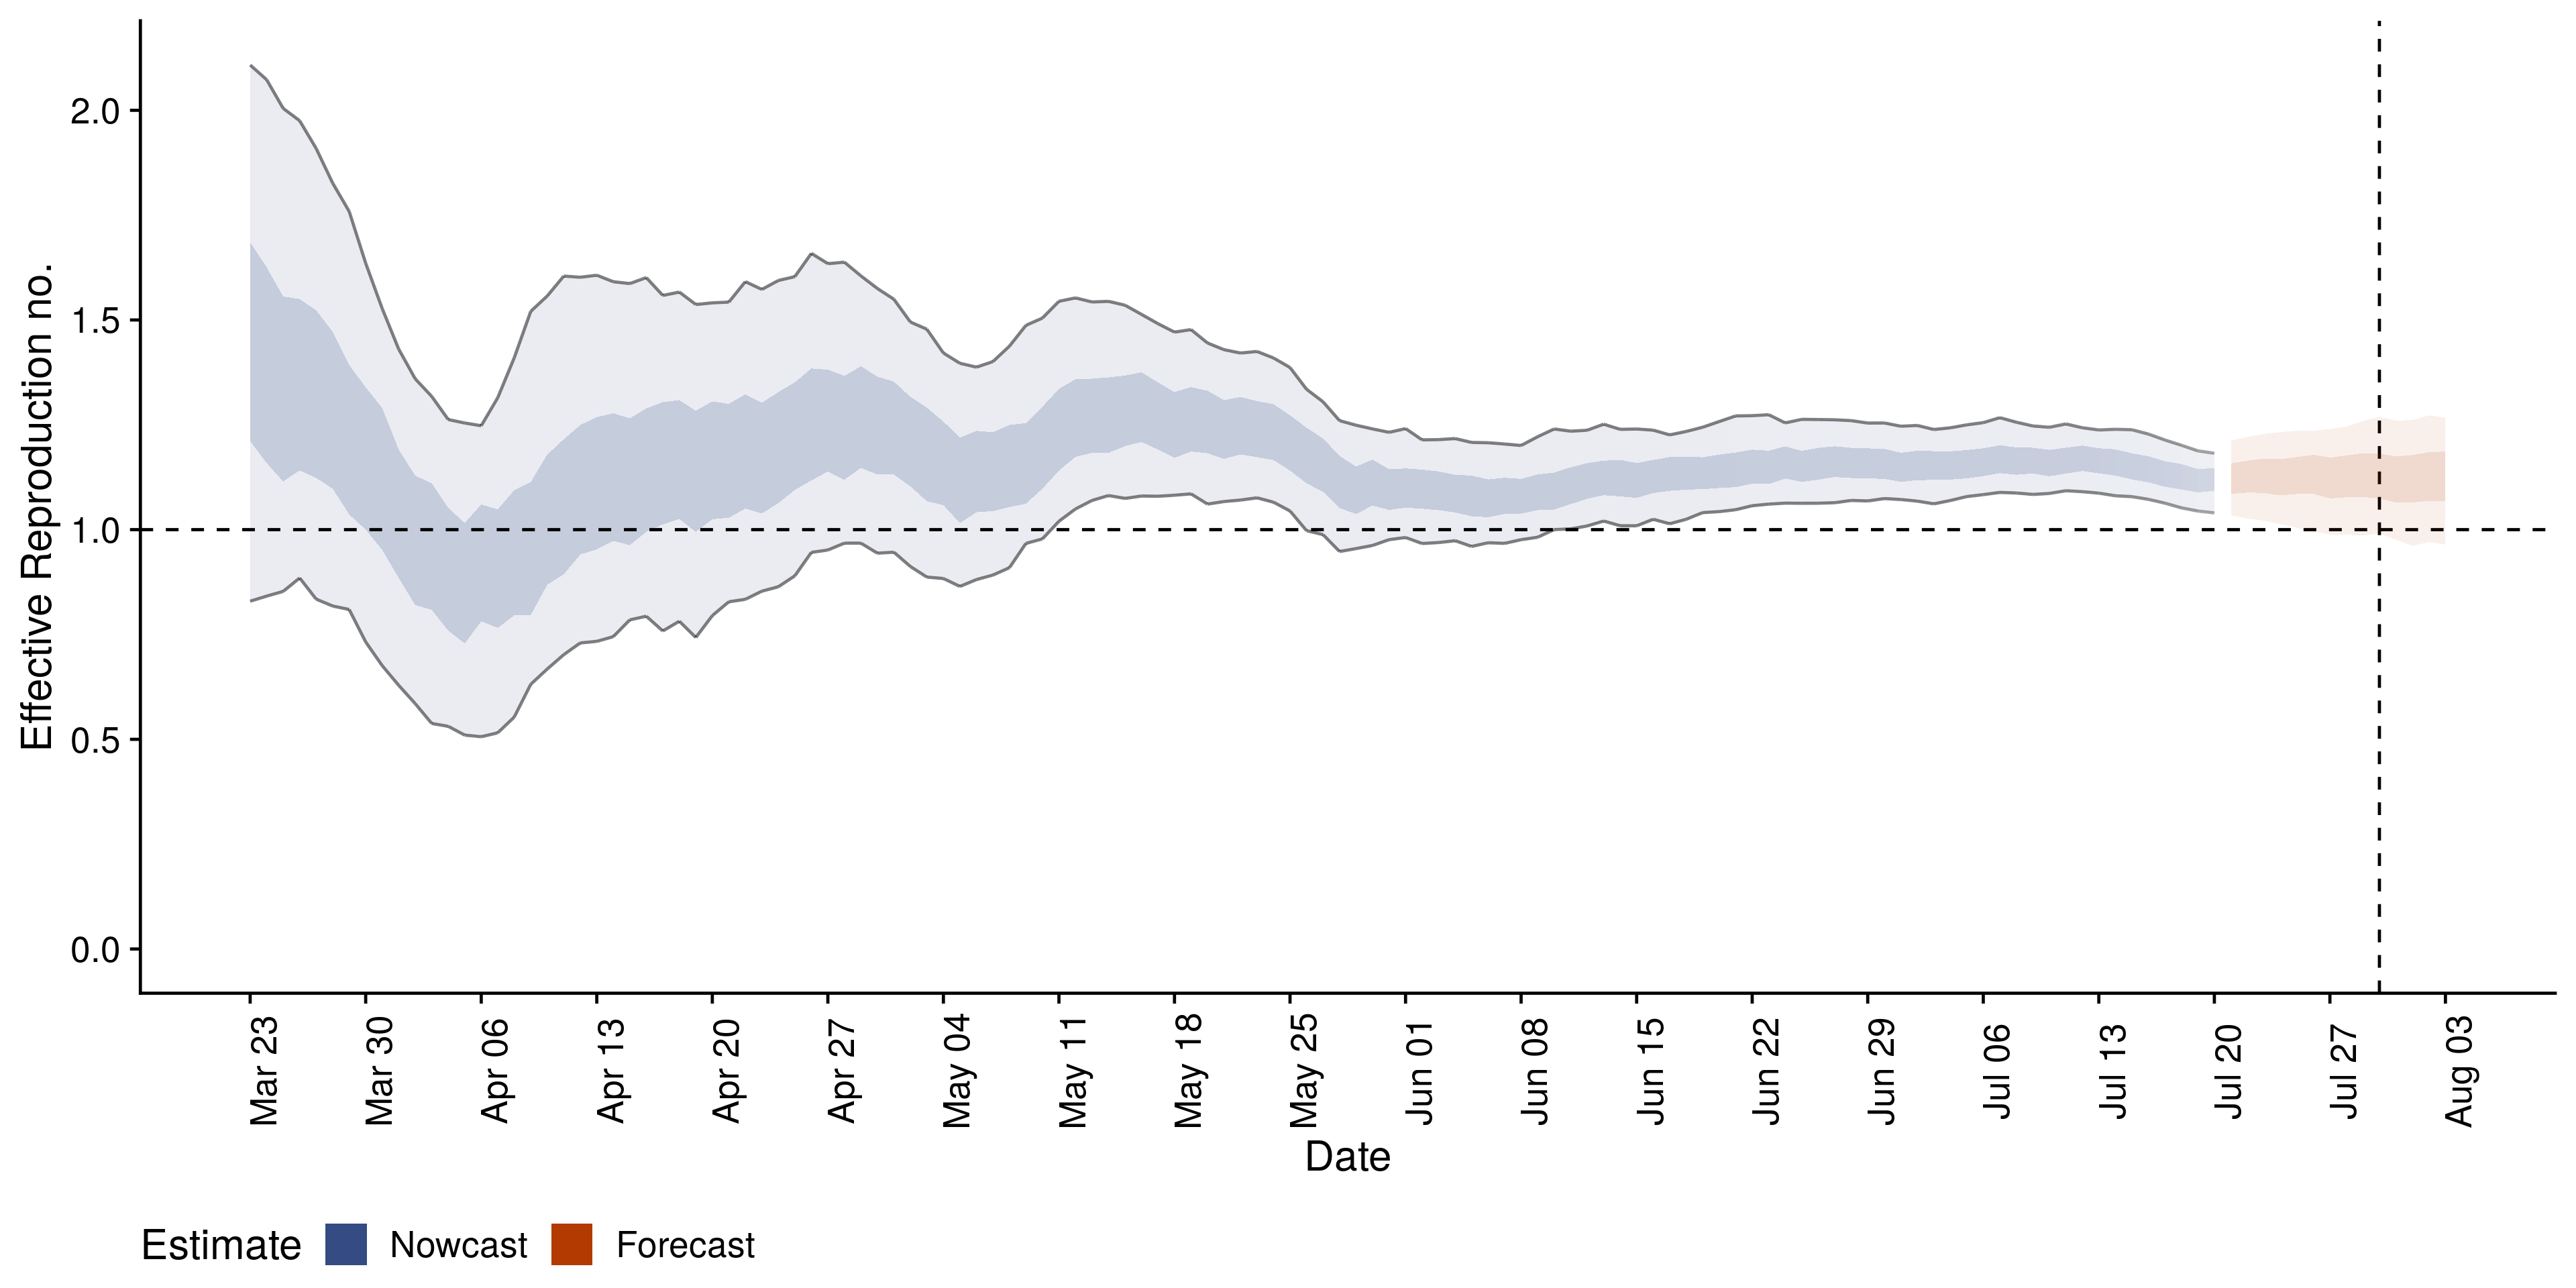 Effective Reproduction no.
2.0
1.5
1.0
0.5
0.0
Mar 23
Mar 30
Apr 06
Apr 13
Apr 20
Apr 27
May 04
May 11
May 18
May 25
Jun 01
Jun 08
Jun 15
Jun 22
Jun 29
Jul 06
Jul 13
Jul 20
Jul 27
Aug 03
Date
Estimate Nowcast Forecast